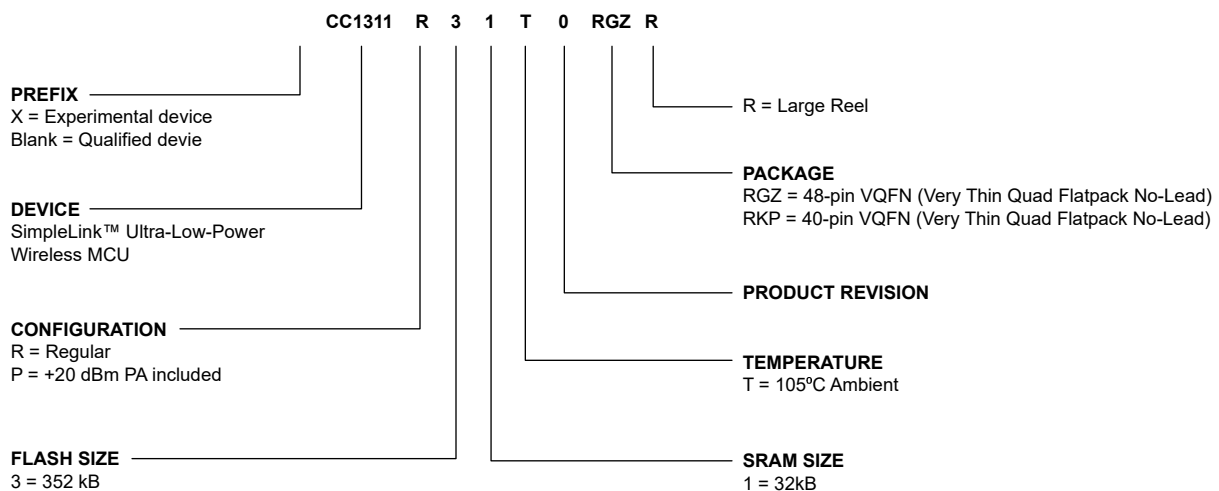 CC1311 R 3 1 T 0 RGZ R
PREFIX
X = Experimental device
Blank = Qualified devie
DEVICE
SimpleLink™ Ultra-Low-Power
Wireless MCU
CONFIGURATION
R = Regular
P = +20 dBm PA included
FLASH SIZE
3 = 352 kB
R = Large Reel
PACKAGE
RGZ = 48-pin VQFN (Very Thin Quad Flatpack No-Lead)
RKP = 40-pin VQFN (Very Thin Quad Flatpack No-Lead)
PRODUCT REVISION
TEMPERATURE
T = 105ºC Ambient
SRAM SIZE
1 = 32kB